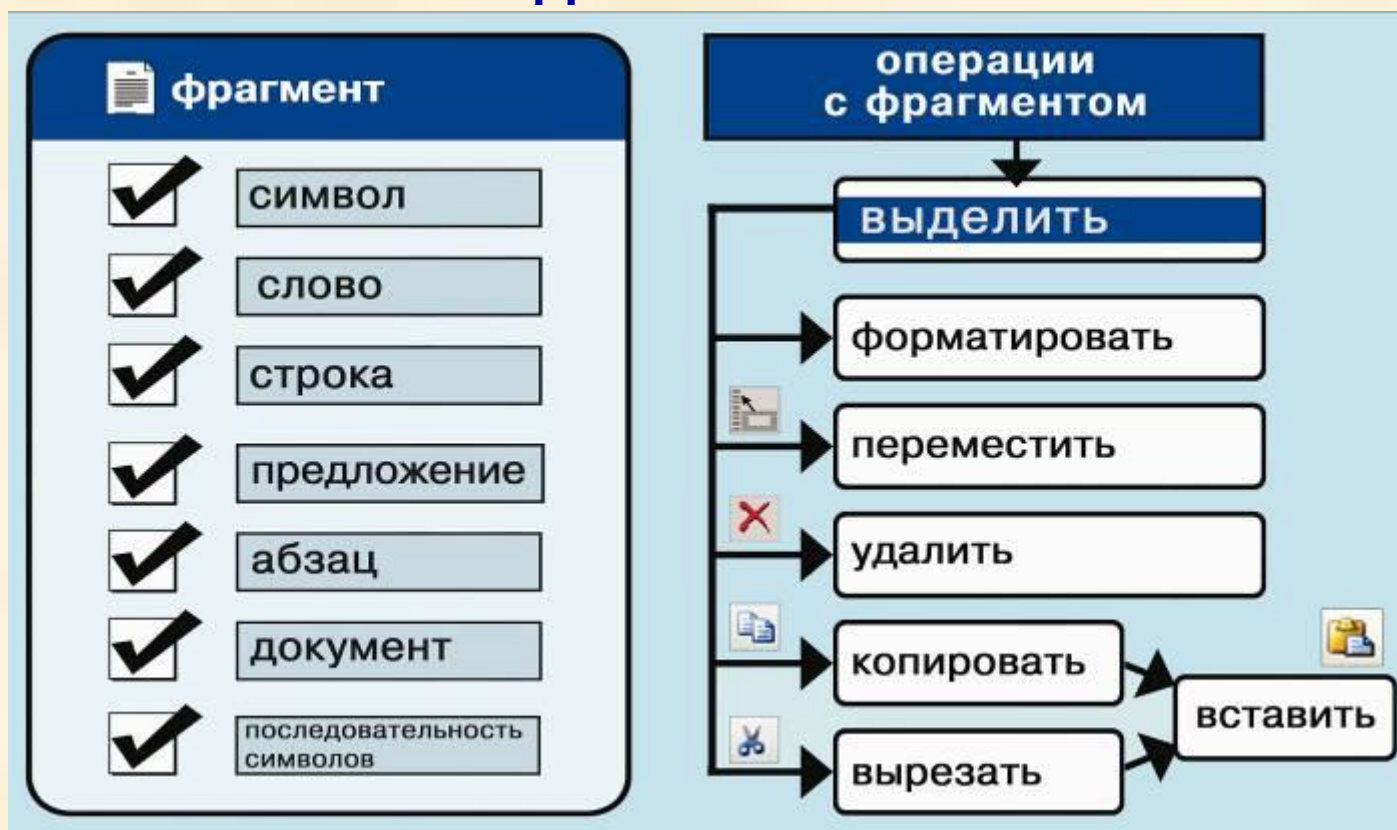 фрагмент
символ
слово
строка
предложение
абзац
документ
последовательность
символов
операции
с фрагментом
выделить
форматировать
переместить
удалить
копировать
вырезать
вставить